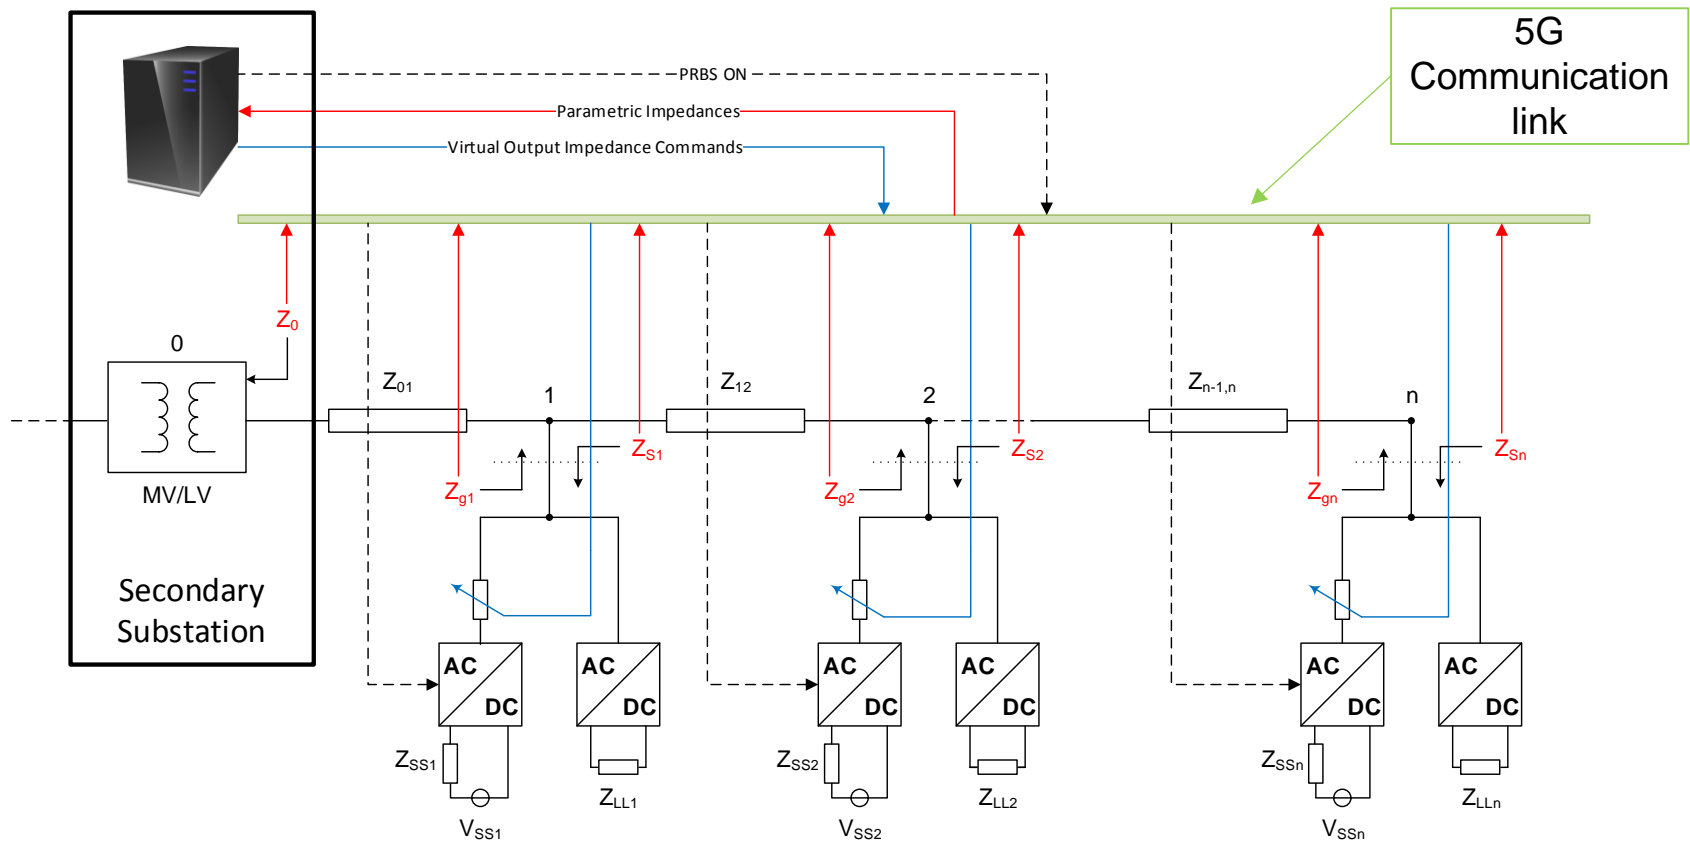 5G
Communication
link
PRBS ON
Parametric Impedances
Virtual Output Impedance Commands
Z0
0
Z01
1
Z12
2
Zn-1,n
n
ZS1
ZS2
ZSn
Zg1
Zg2
Zgn
MV/LV
Secondary
Substation
AC
DC
AC
DC
AC
DC
AC
DC
AC
DC
AC
DC
ZSS1
ZLL1
VSS1
ZSS2
ZLL2
VSS2
ZSSn
ZLLn
VSSn